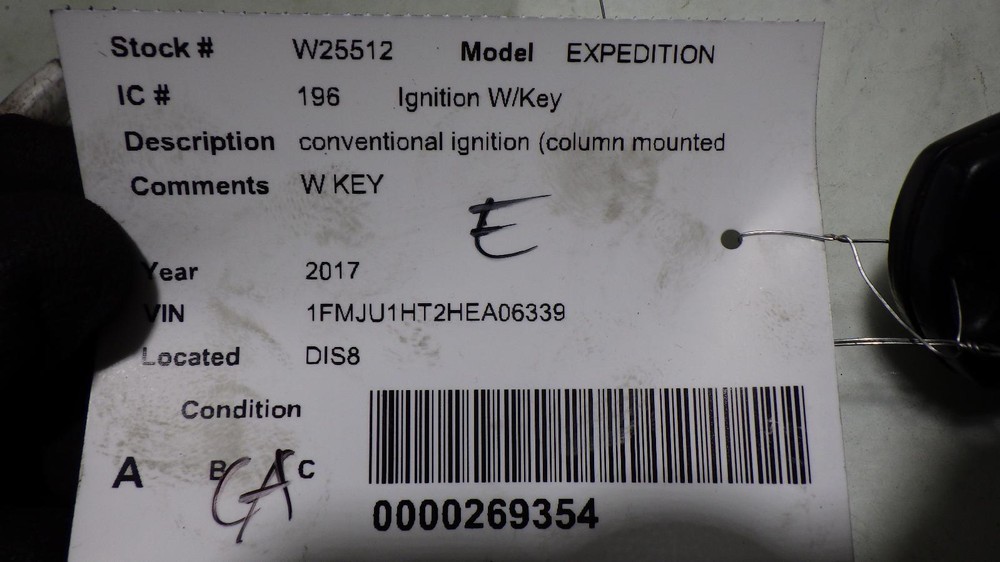 Stock # W25512 Model EXPEDITION
IC # 196 Ignition W/Key
Description conventional ignition (column mounted
Comments W KEY
E
Year 2017
VIN 1FMJU1HT2HEA06339
Located DIS8
Condition
A B C
GA
0000269354